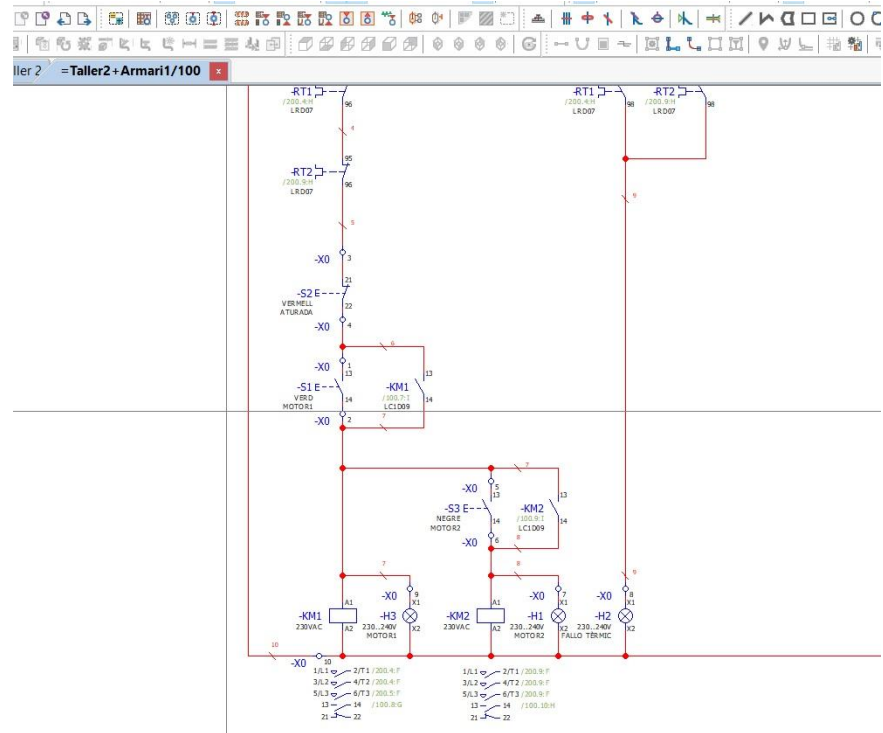 ller 2
=Taller2+Armari1/100
x
-RT1
/200.4:H
LRD07
96
4
-RT1
/200.4:H
LRD07
98
-RT2
/200.9:H
LRD07
98
95
-RT2
/200.9:H
LRD07
96
9
5
-X0
3
21
-S2 E
VERMELL
ATURADA
22
-X0
4
6
-X0
1
13
-S1 E
VERD
MOTOR1
14
13
-KM1
/100.7:I
LC1D09
14
-X0
2
7
7
-X0
5
13
-S3 E
NEGRE
MOTOR2
14
13
-KM2
/100.9:I
LC1D09
14
-X0
6
8
7
8
9
-X0
9
-X0
7
-X0
8
A1
-KM1
230VAC
A2
X1
-H3
230...240V
MOTOR1
X2
A1
-KM2
230VAC
A2
X1
-H1
230...240V
MOTOR2
X2
X1
-H2
230...240V
FALLO TÈRMIC
X2
10
-X0
10
1/L1 2/T1 /200.4:F
3/L2 4/T2 /200.4:F
5/L3 6/T3 /200.5:F
13 14 /100.8:G
21 22
1/L1 2/T1 /200.9:F
3/L2 4/T2 /200.9:F
5/L3 6/T3 /200.9:F
13 14 /100.10:H
21 22